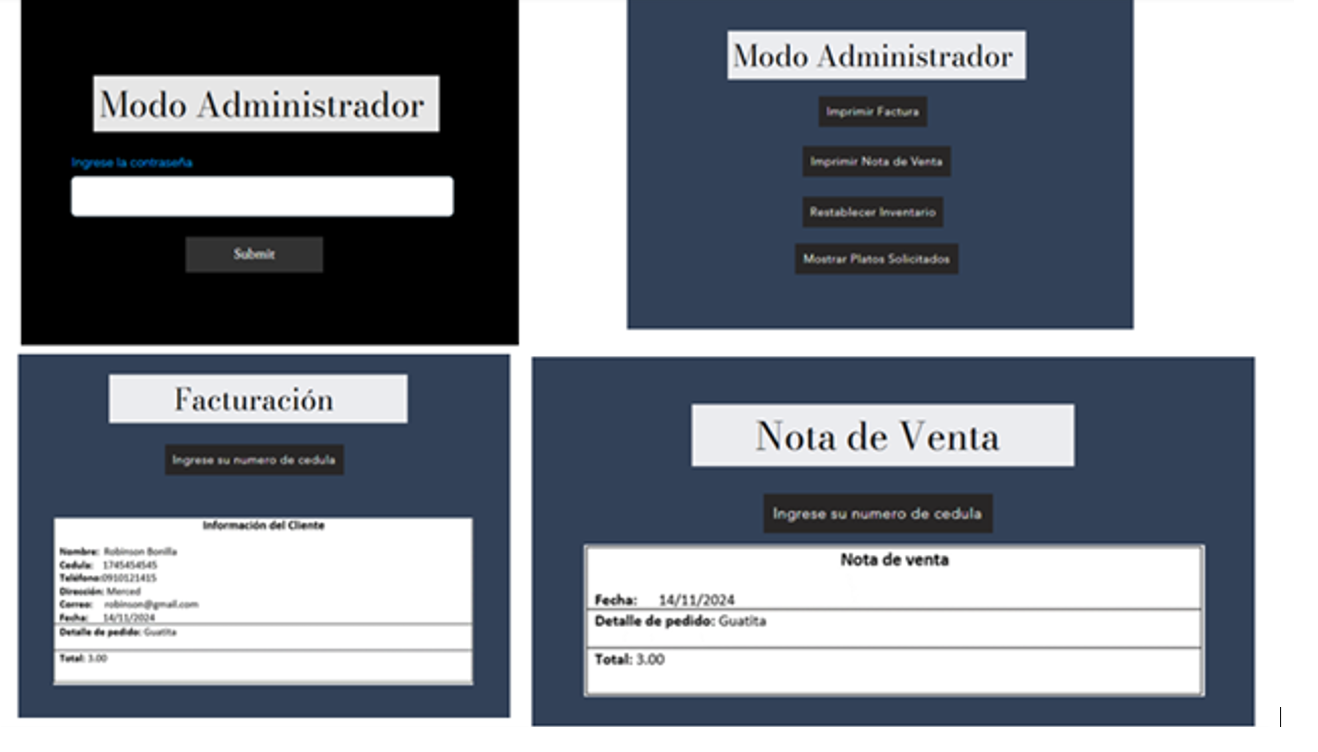 Modo Administrador
Ingrese la contraseña
Submit
Modo Administrador
Imprimir Factura
Imprimir Nota de Venta
Restablecer Inventario
Mostrar Platos Solicitados
Facturación
Ingrese su numero de cedula
Información del Cliente
Nombre: Robinson Bonilla
Cedula: 1745454545
Teléfono:0910121415
Dirección: Merced
Correo: robinson@gmail.com
Fecha: 14/11/2024
Detalle de pedido: Guatita
Total: 3.00
Nota de Venta
Ingrese su numero de cedula
Nota de venta
Fecha: 14/11/2024
Detalle de pedido: Guatita
Total: 3.00